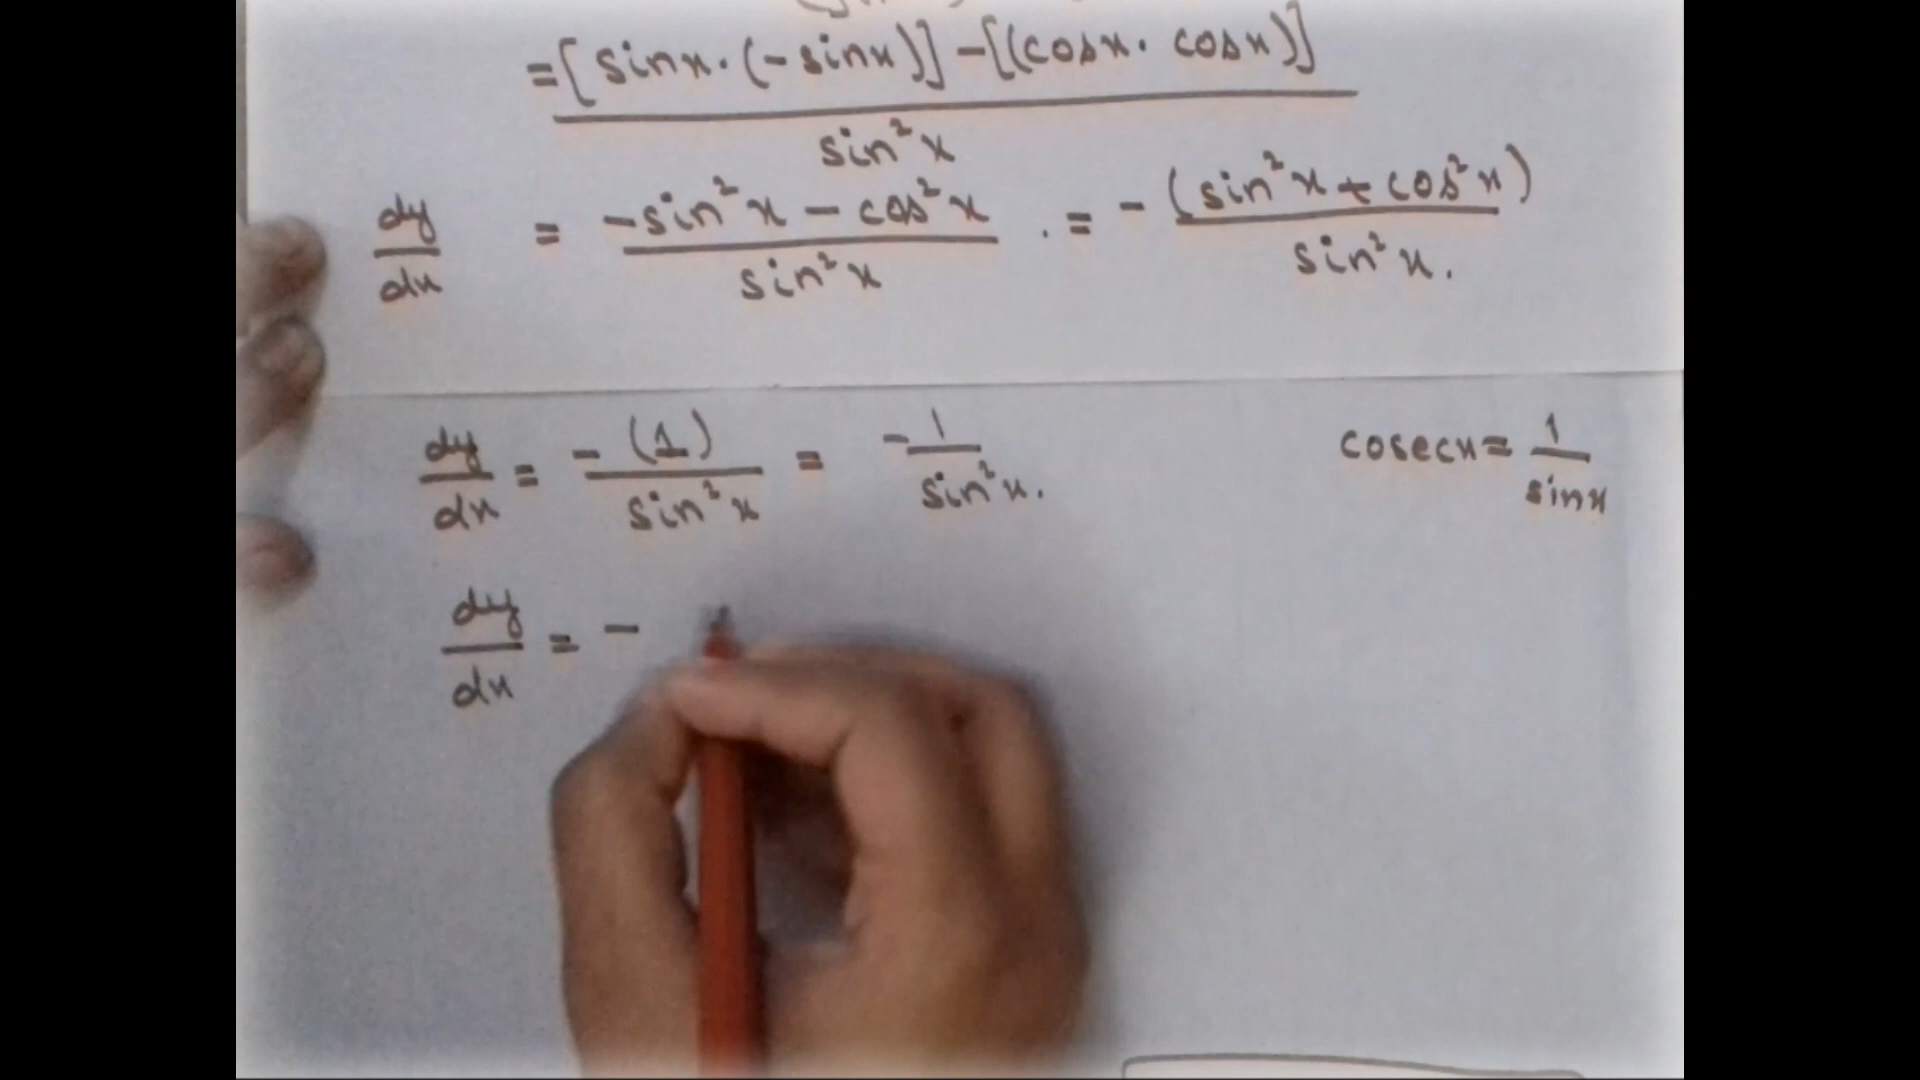 = [sinx·(-sinx)] - [(cosx· cosx)]
sin²x
dy/dx = -sin²x - cos²x / sin²x . = - (sin²x + cos²x) / sin²x.
dy/dx = - (1) / sin²x = - 1 / sin²x.
cosecx = 1 / sinx
dy/dx = -